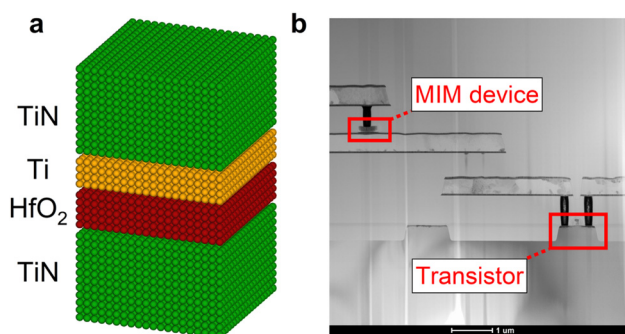 a
TiN
Ti
HfO₂
TiN
b
MIM device
Transistor
1 um